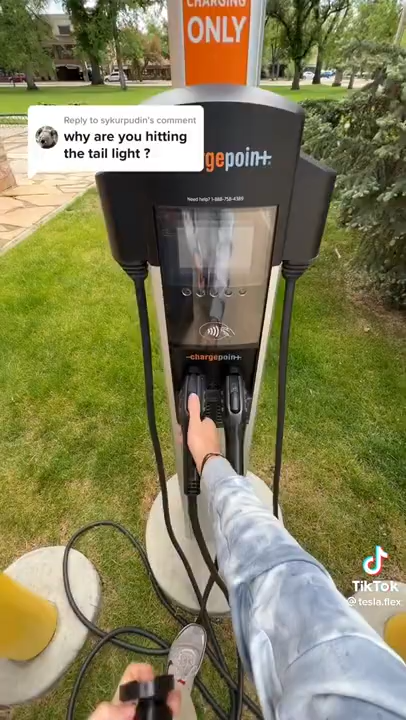 CHARGING
ONLY
Reply to sykurpudin's comment
why are you hitting
the tail light ?
rgepoin+
Need help? 1-888-758-4389
-chargepoin+
TikTok
@tesla.flex